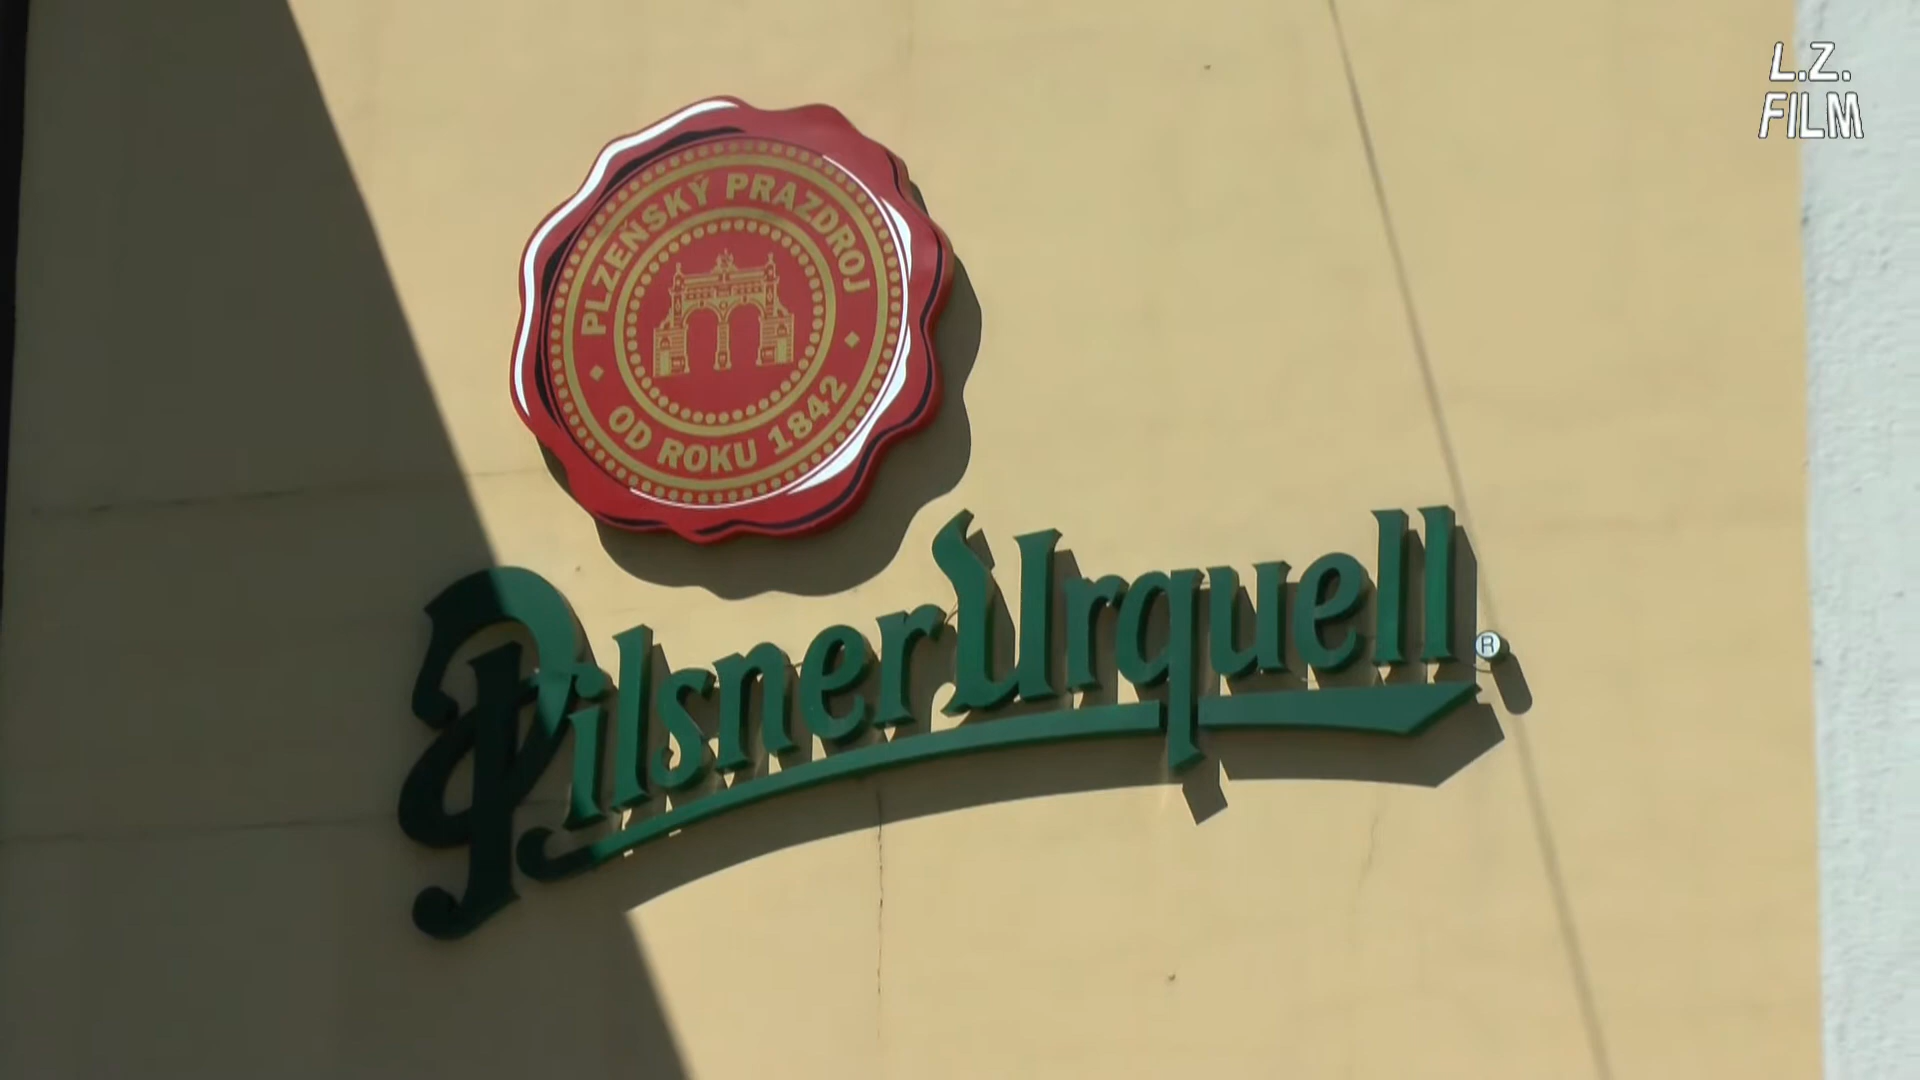 L.Z.
FILM
PLZEŇSKÝ PRAZDROJ
OD ROKU 1842
Pilsner Urquell
®